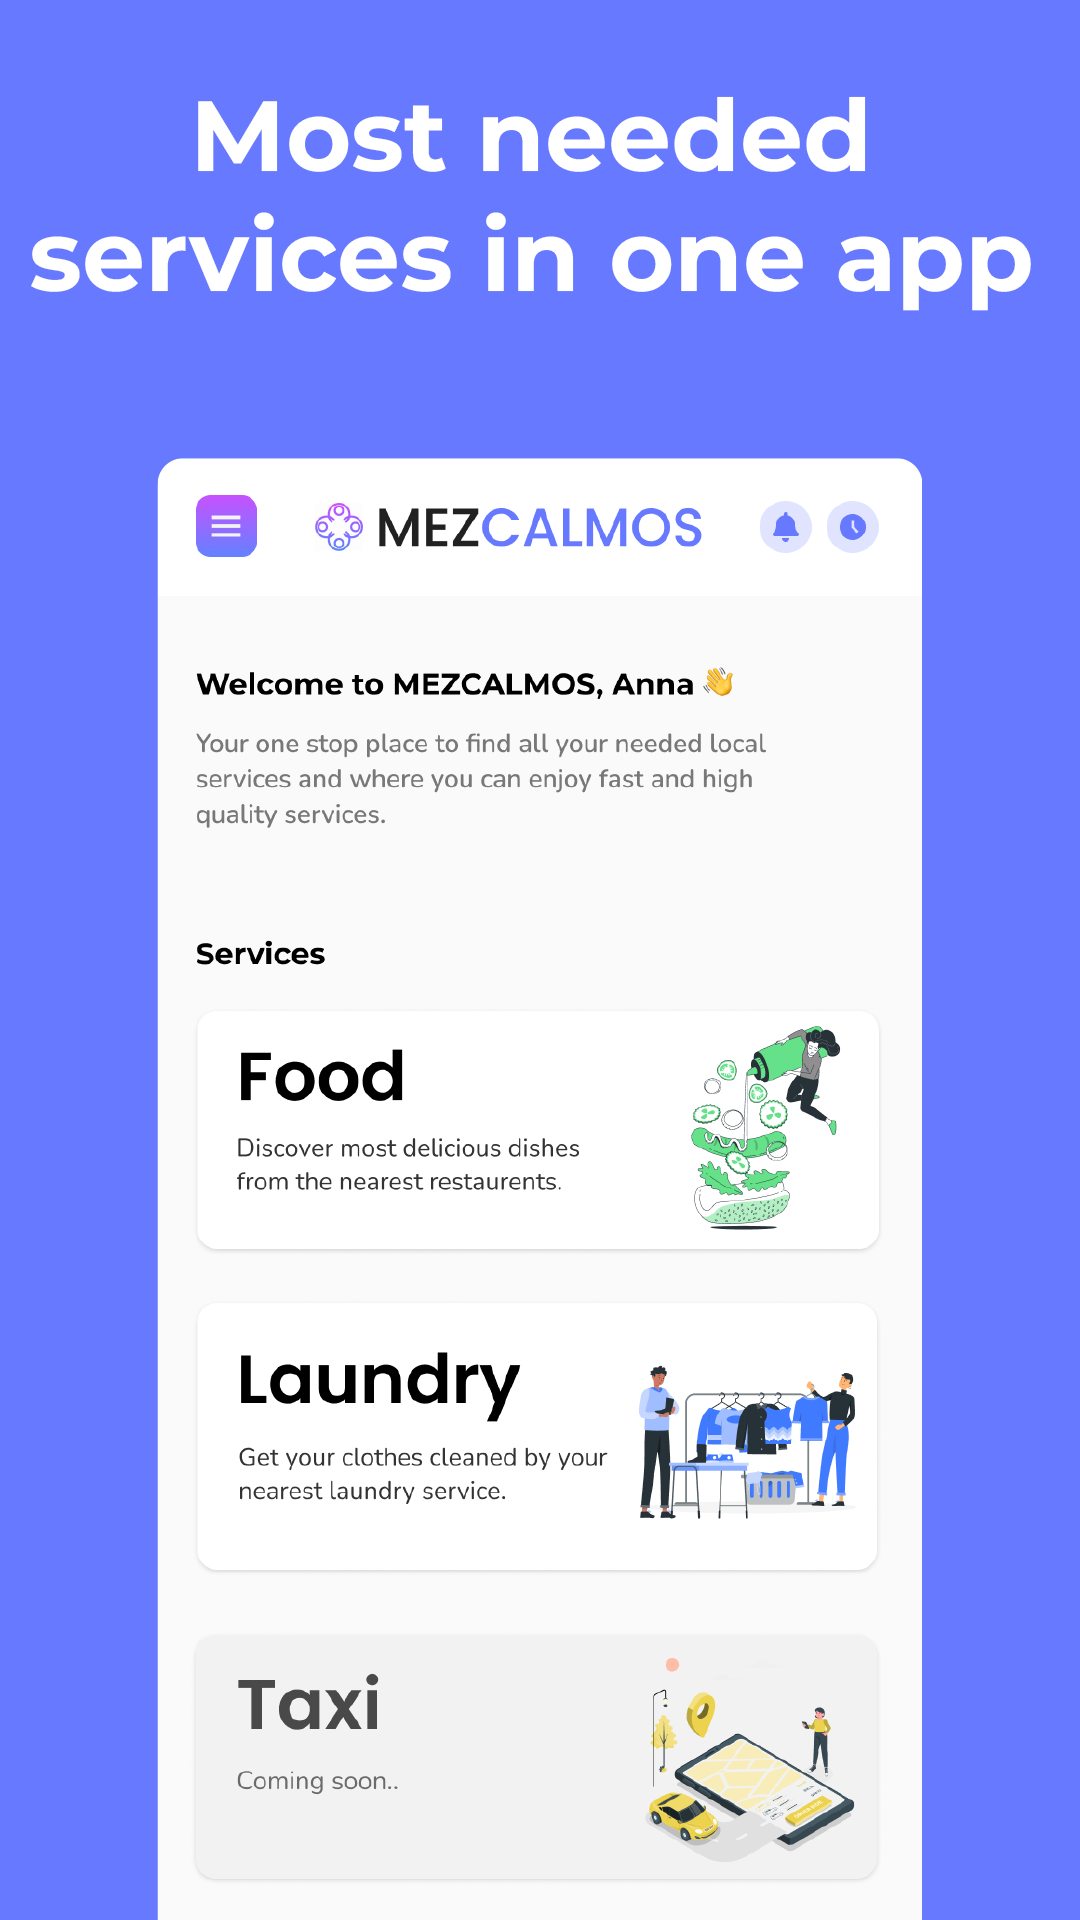 Most needed
services in one app
MEZCALMOS
Welcome to MEZCALMOS, Anna 👋
Your one stop place to find all your needed local
services and where you can enjoy fast and high
quality services.
Services
Food
Discover most delicious dishes
from the nearest restaurents.
Laundry
Get your clothes cleaned by your
nearest laundry service.
Taxi
Coming soon..